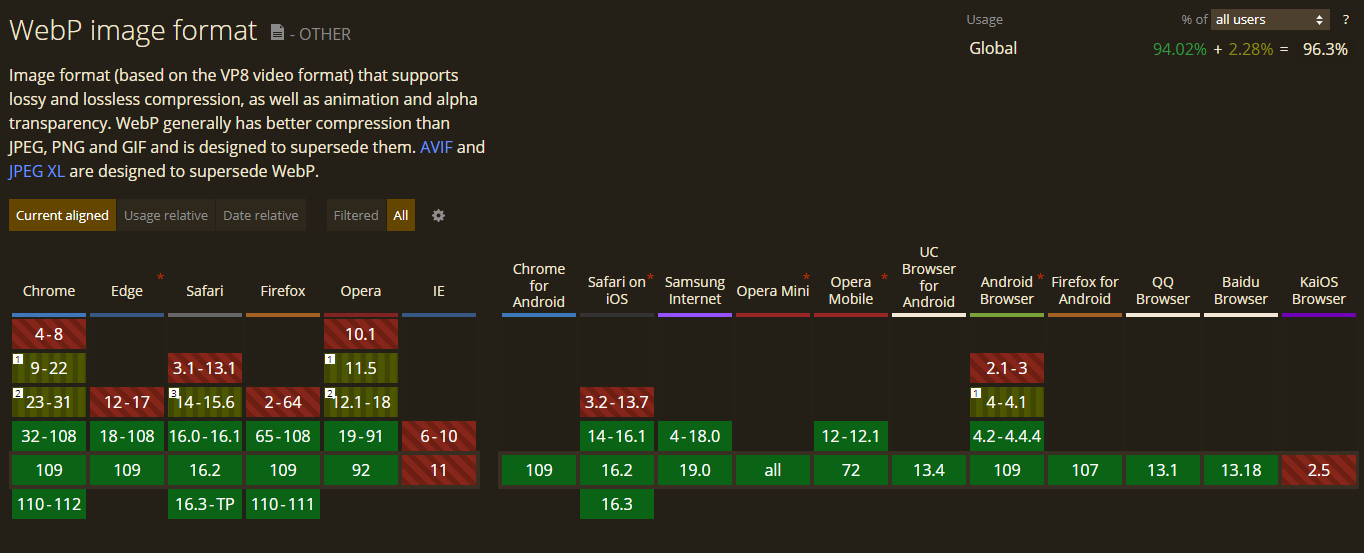 WebP image format - OTHER
Usage % of all users ?
Global 94.02% + 2.28% = 96.3%
Image format (based on the VP8 video format) that supports
lossy and lossless compression, as well as animation and alpha
transparency. WebP generally has better compression than
JPEG, PNG and GIF and is designed to supersede them. AVIF and
JPEG XL are designed to supersede WebP.
Current aligned Usage relative Date relative Filtered All
Chrome Edge * Safari Firefox Opera IE
Chrome for Android Safari on iOS * Samsung Internet Opera Mini * Opera Mobile * UC Browser for Android Android Browser * Firefox for Android QQ Browser Baidu Browser KaiOS Browser
4-8 10.1
1 9-22 3.1-13.1 1 11.5 2.1-3
2 23-31 12-17 3 14-15.6 2-64 2 12.1-18 3.2-13.7 1 4-4.1
32-108 18-108 16.0-16.1 65-108 19-91 6-10 14-16.1 4-18.0 12-12.1 4.2-4.4.4
109 109 16.2 109 92 11 109 16.2 19.0 all 72 13.4 109 107 13.1 13.18 2.5
110-112 16.3-TP 110-111 16.3